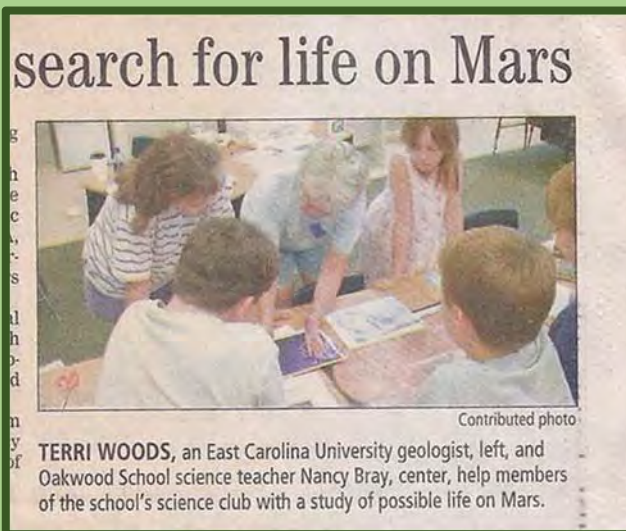 search for life on Mars
Contributed photo
TERRI WOODS, an East Carolina University geologist, left, and
Oakwood School science teacher Nancy Bray, center, help members
of the school's science club with a study of possible life on Mars.